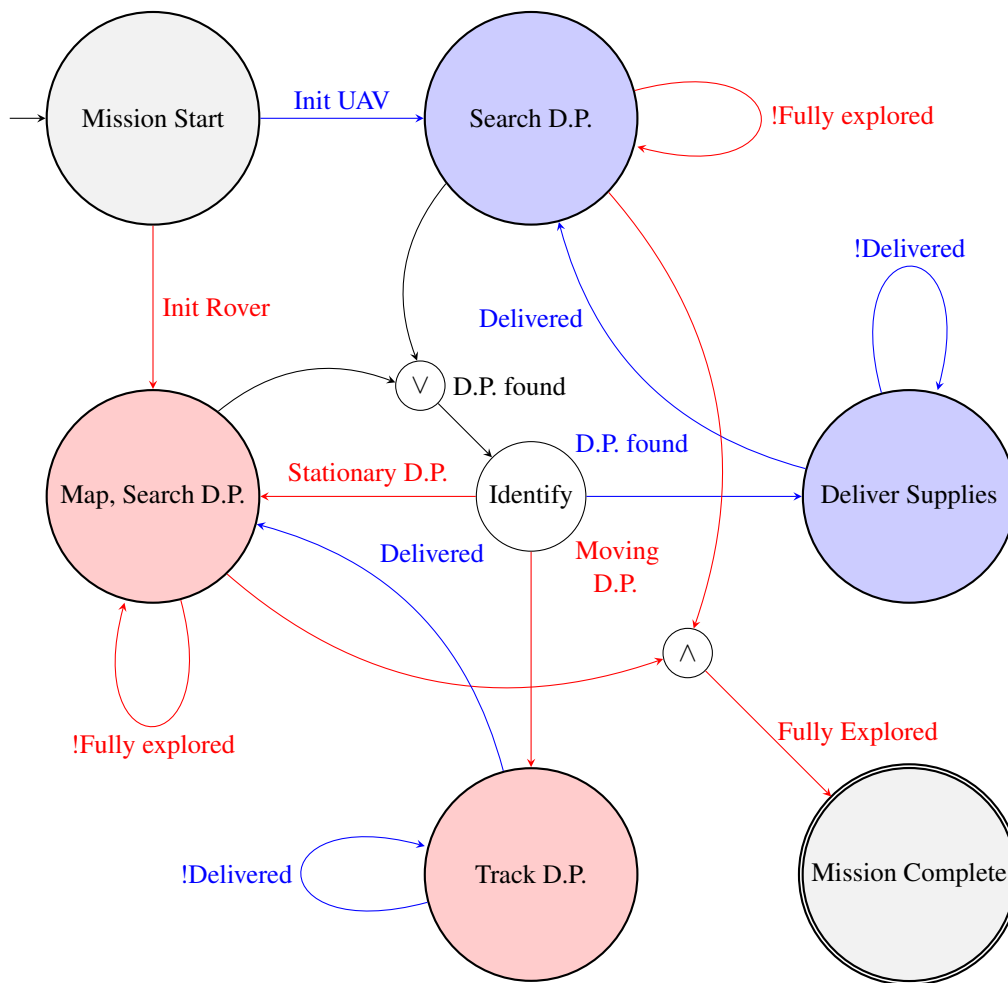 Mission Start
Init UAV
Search D.P.
!Fully explored
!Delivered
Init Rover
Delivered
∨
D.P. found
D.P. found
Stationary D.P.
Map, Search D.P.
Identify
Deliver Supplies
Delivered
Moving
D.P.
∧
!Fully explored
Fully Explored
!Delivered
Track D.P.
Mission Complete